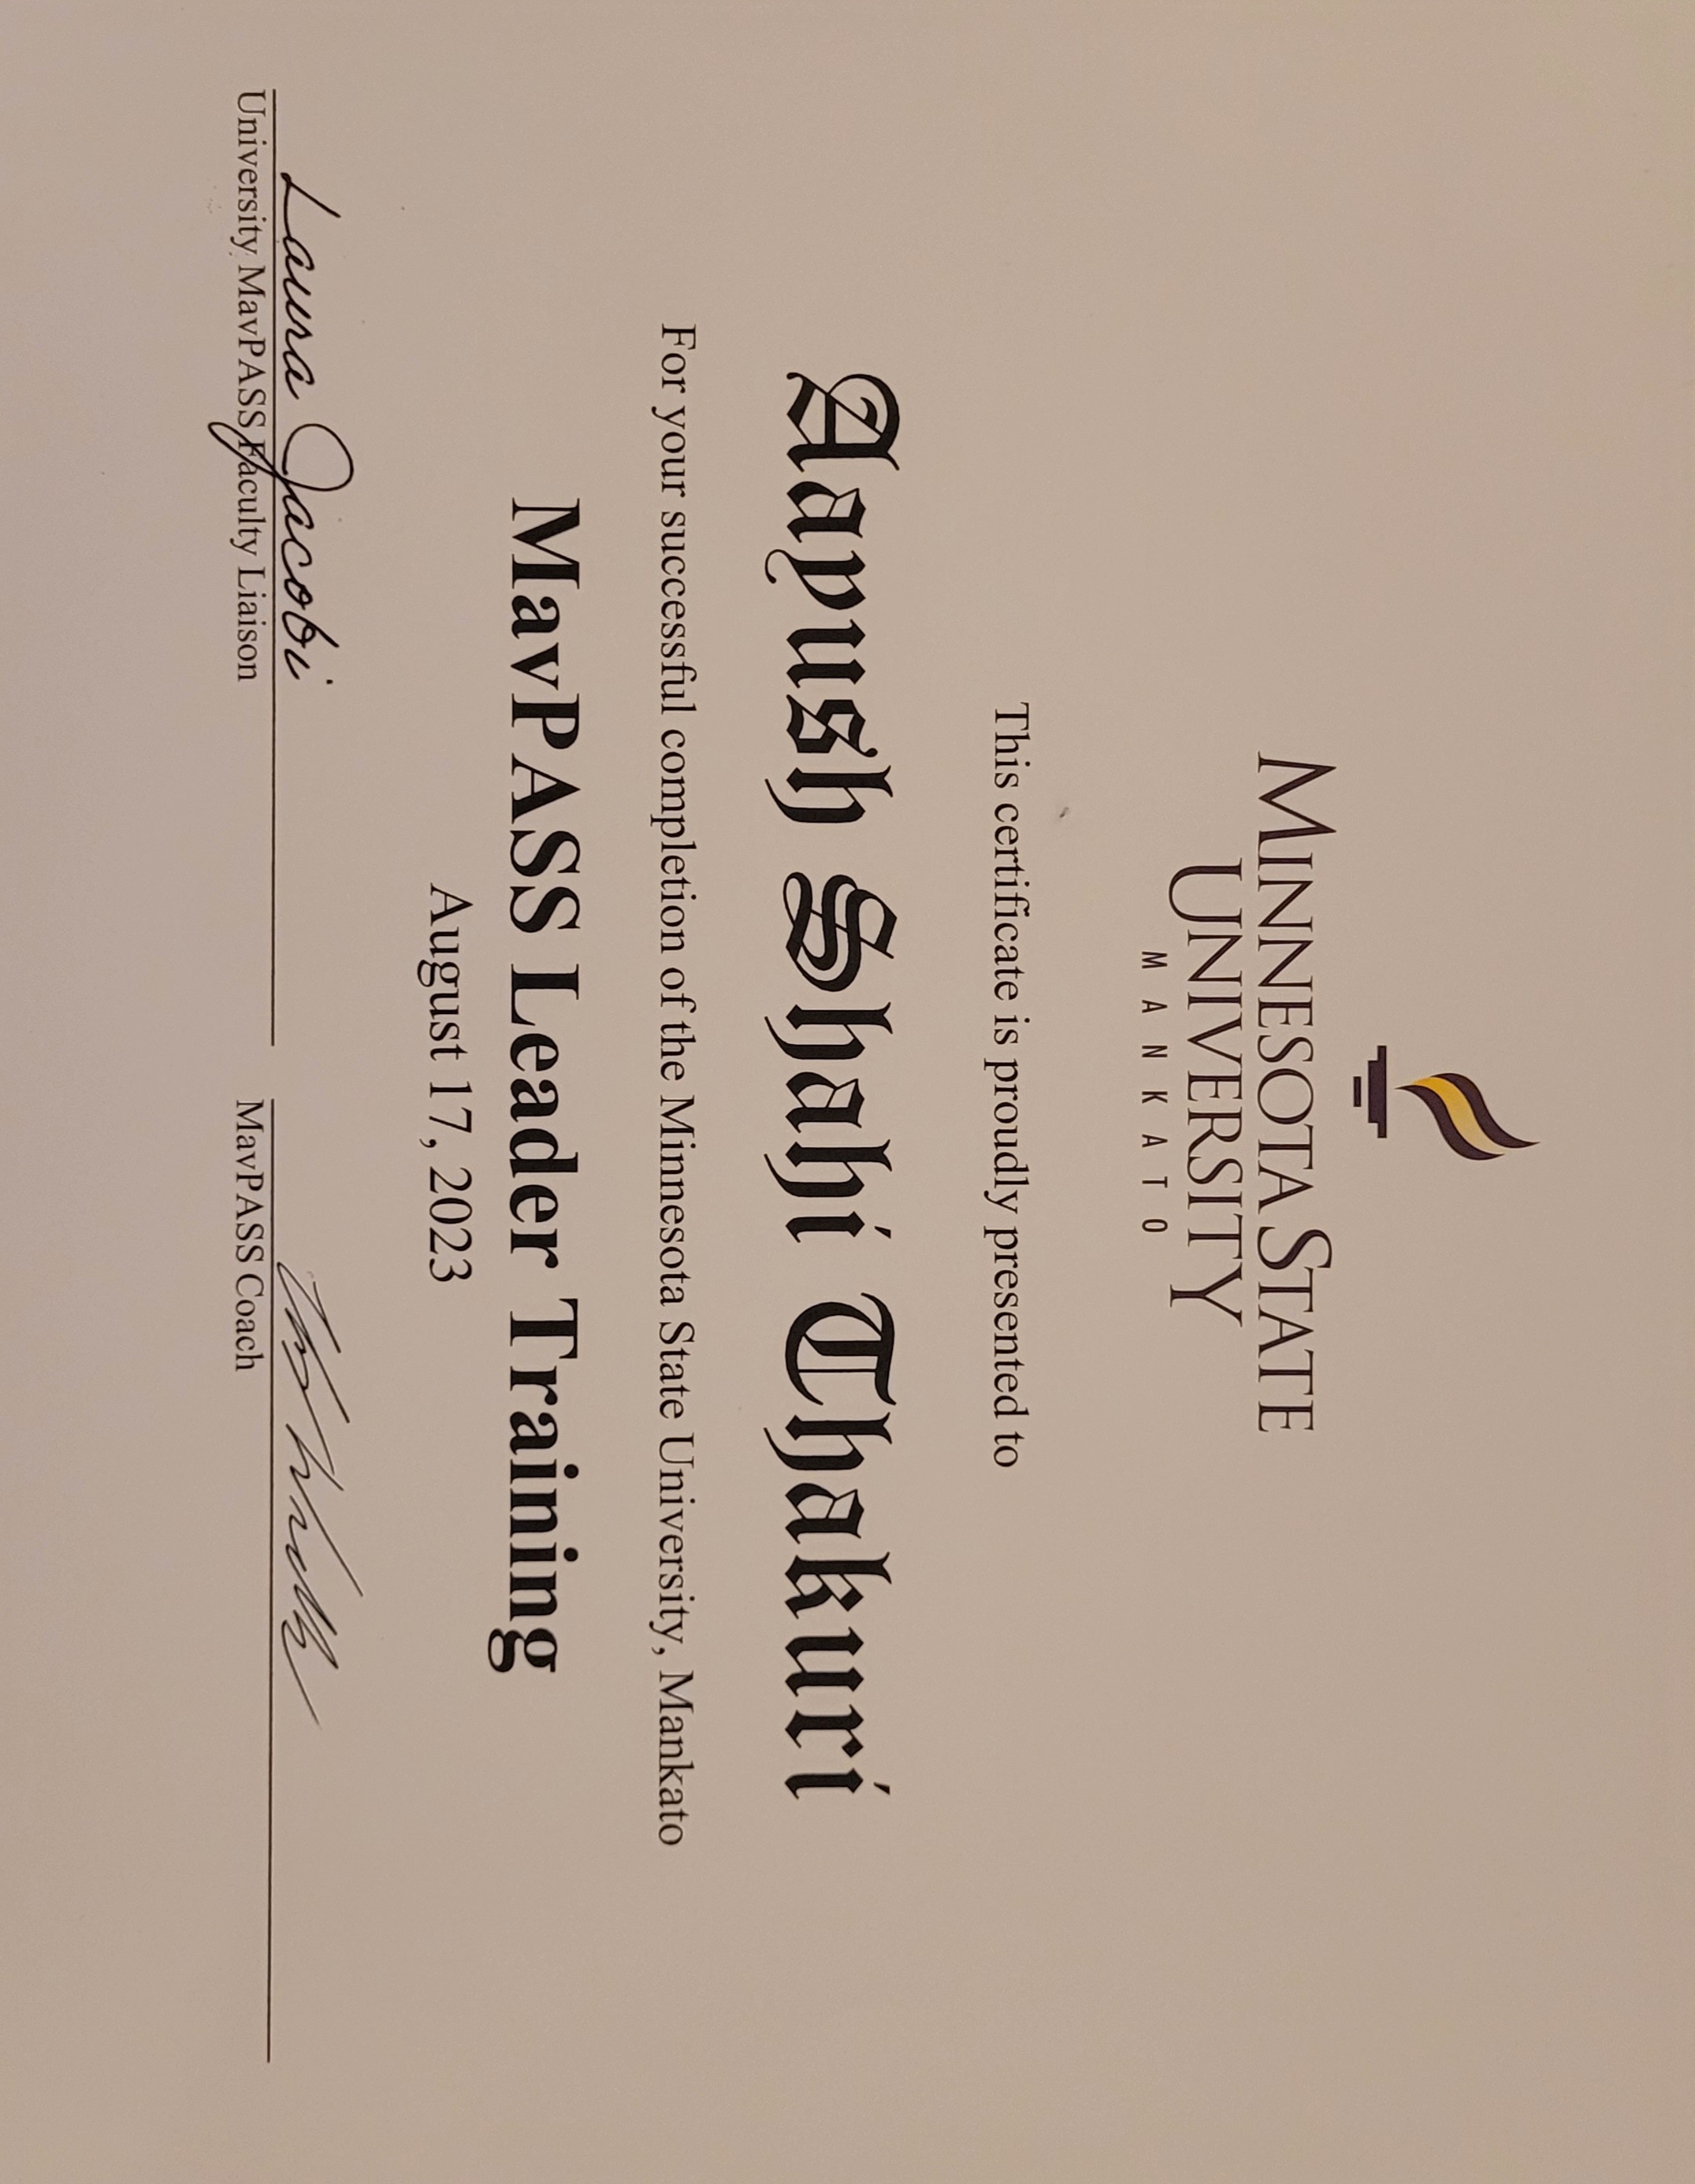 MINNESOTA STATE
UNIVERSITY
MANKATO
This certificate is proudly presented to
Aayush Shahi Thakuri
For your successful completion of the Minnesota State University, Mankato
MavPASS Leader Training
August 17, 2023
Laura Jacobi
University MavPASS Faculty Liaison
MavPASS Coach